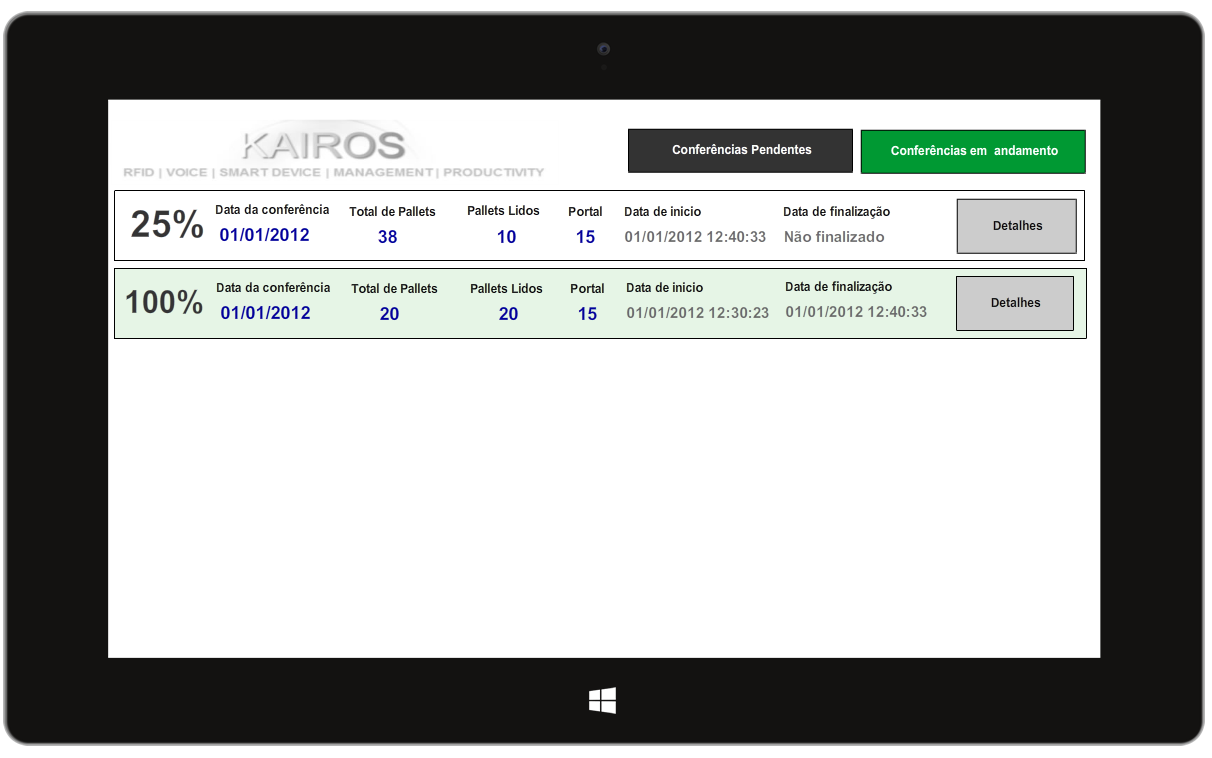 KAIROS
RFID | VOICE | SMART DEVICE | MANAGEMENT | PRODUCTIVITY
Conferências Pendentes
Conferências em andamento
25%
Data da conferência
01/01/2012
Total de Pallets
38
Pallets Lidos
10
Portal
15
Data de inicio
01/01/2012 12:40:33
Data de finalização
Não finalizado
Detalhes
100%
Data da conferência
01/01/2012
Total de Pallets
20
Pallets Lidos
20
Portal
15
Data de inicio
01/01/2012 12:30:23
Data de finalização
01/01/2012 12:40:33
Detalhes